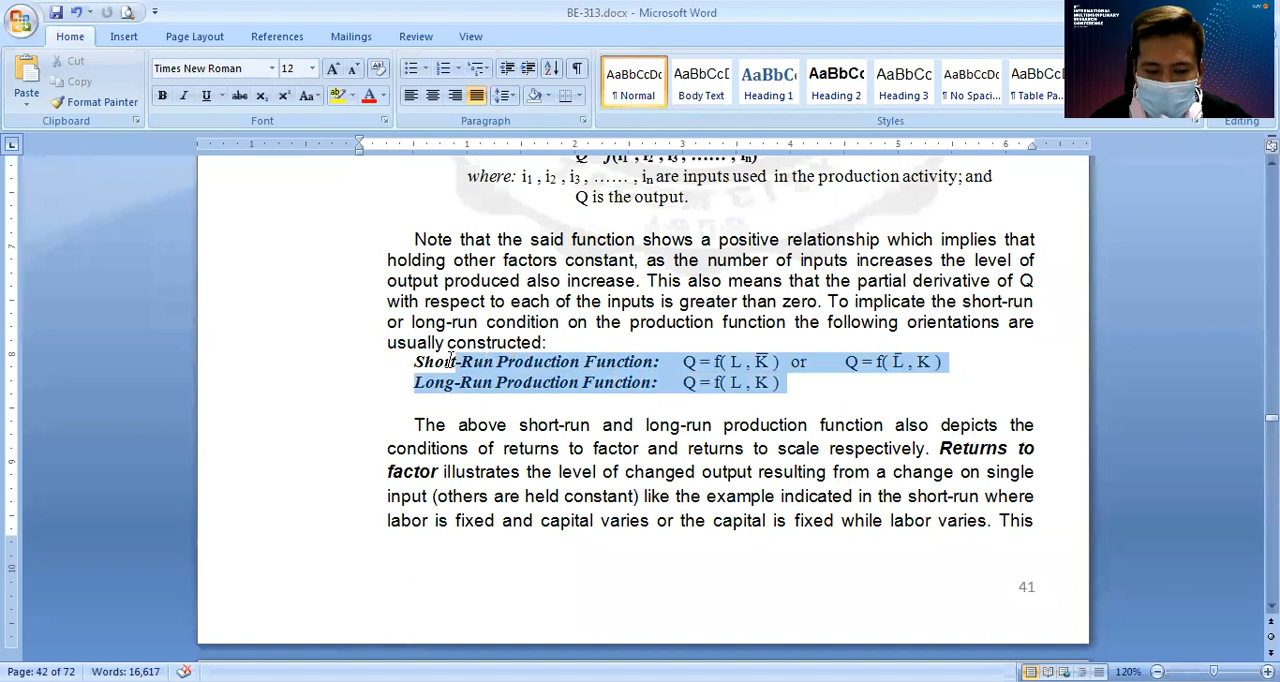 BE-313.docx - Microsoft Word
Home Insert Page Layout References Mailings Review View
Paste
Cut
Copy
Format Painter
Clipboard
Times New Roman 12
Font
Paragraph
AaBbCcDc AaBbCcD AaBbC AaBbCc AaBbCcD AaBbCcDc AaBbCcD
¶ Normal Body Text Heading 1 Heading 2 Heading 3 ¶ No Spaci... ¶ Table Pa...
Styles
Editing
INTERNATIONAL
MULTIDISCIPLINARY
RESEARCH
CONFERENCE
Q = f(i₁ , i₂ , i₃ , …… , iₙ)
where: i₁ , i₂ , i₃ , …… , iₙ are inputs used in the production activity; and
Q is the output.
Note that the said function shows a positive relationship which implies that
holding other factors constant, as the number of inputs increases the level of
output produced also increase. This also means that the partial derivative of Q
with respect to each of the inputs is greater than zero. To implicate the short-run
or long-run condition on the production function the following orientations are
usually constructed:
Short-Run Production Function: Q = f( L , K̅ ) or Q = f( L̅ , K )
Long-Run Production Function: Q = f( L , K )
The above short-run and long-run production function also depicts the
conditions of returns to factor and returns to scale respectively. Returns to
factor illustrates the level of changed output resulting from a change on single
input (others are held constant) like the example indicated in the short-run where
labor is fixed and capital varies or the capital is fixed while labor varies. This
41
Page: 42 of 72 Words: 16,617 120%